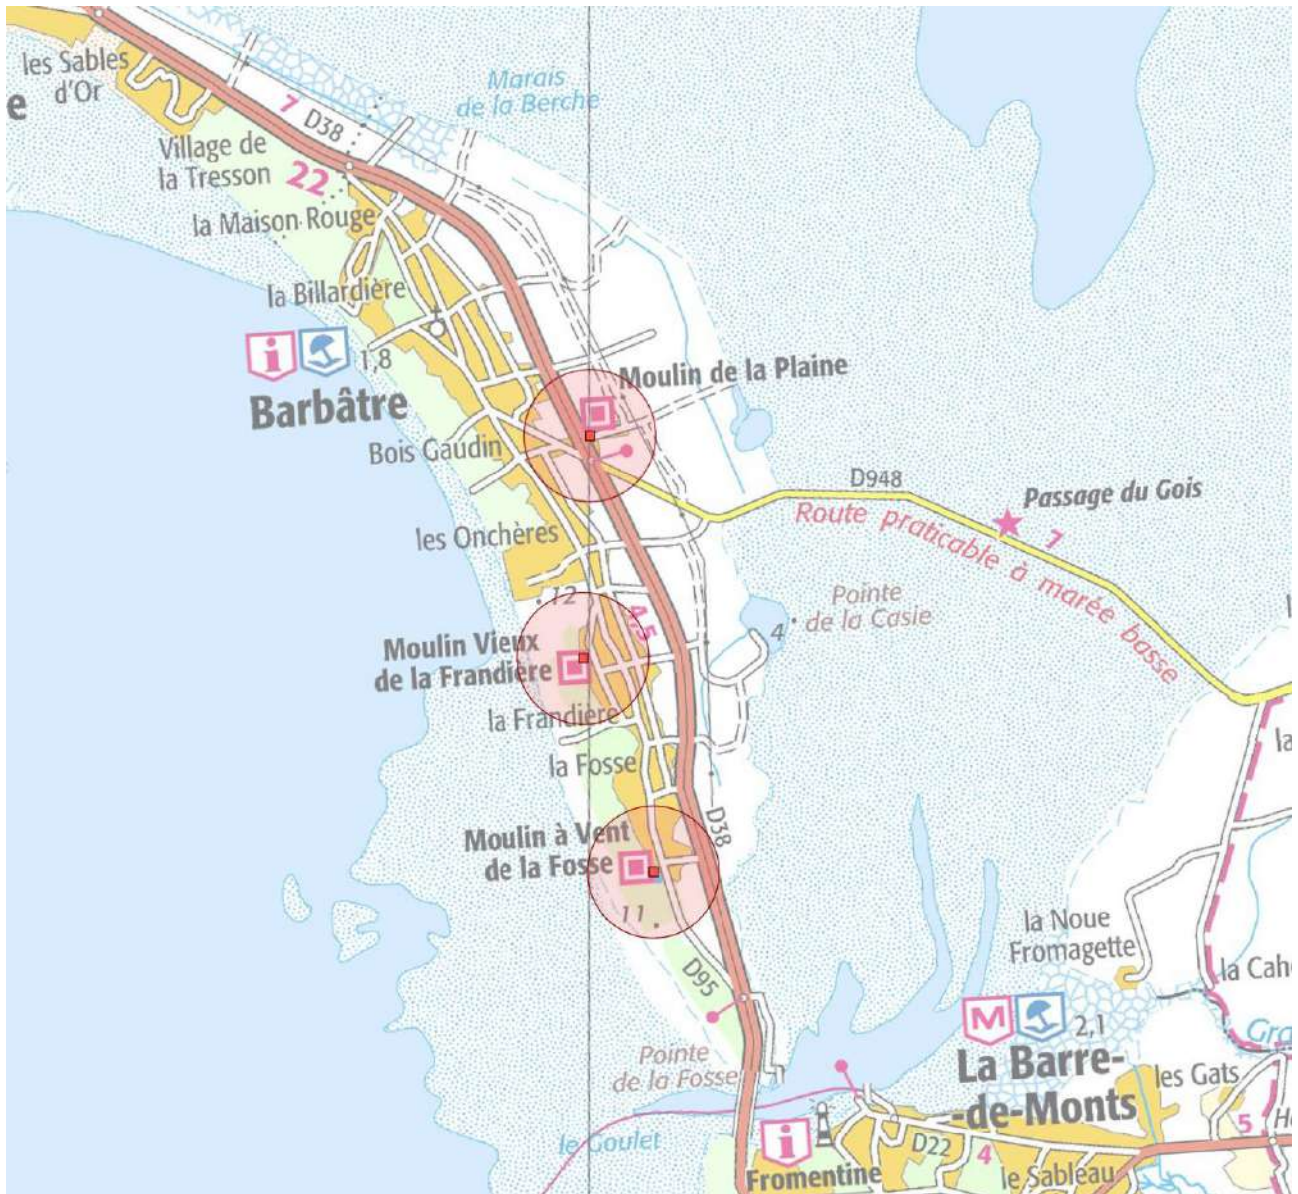 les Sables
d'Or
e
7
D38
Marais
de la Berche
Village de
la Tresson
22
la Maison Rouge
la Billardière
i
1,8
Barbâtre
Moulin de la Plaine
Bois Gaudin
D948
Passage du Gois
7
Route praticable à marée basse
les Onchères
12
4,5
Pointe
de la Casie
4
Moulin Vieux
de la Frandière
la Frandière
la Fosse
la
Moulin à Vent
de la Fosse
D38
11
la Noue
Fromagette
D95
la Cah
M
2,1
Gra
Pointe
de la Fosse
La Barre-
-de-Monts
les Gats
le Goulet
i
D22
4
5
Fromentine
le Sableau